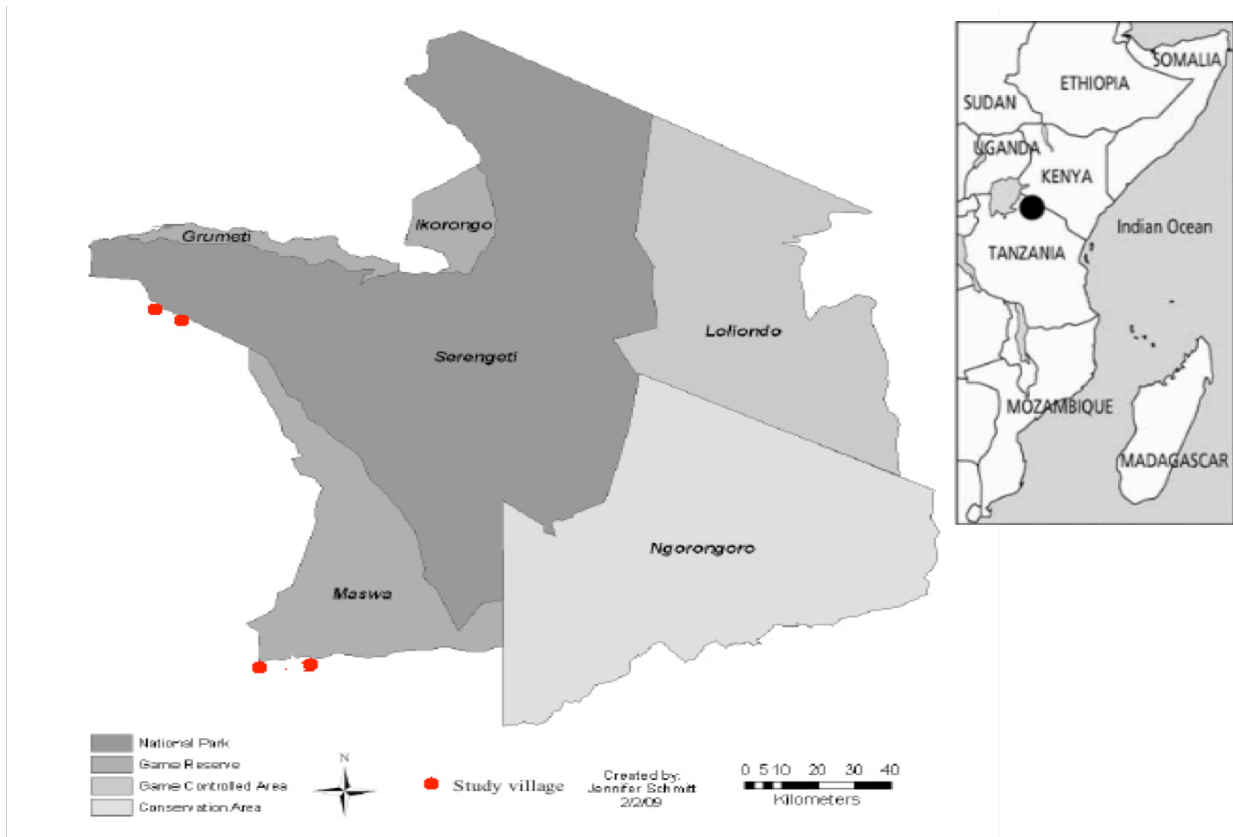 Ikorongo
Grumeti
Serengeti
Loliondo
Ngorongoro
Maswa
SOMALIA
ETHIOPIA
SUDAN
UGANDA
KENYA
Indian Ocean
TANZANIA
MOZAMBIQUE
MADAGASCAR
National Park
Game Reserve
Game Controlled Area
Conservation Area
N
Study village
Created by:
Jennifer Schmitt
2/2/09
0 5 10 20 30 40
Kilometers